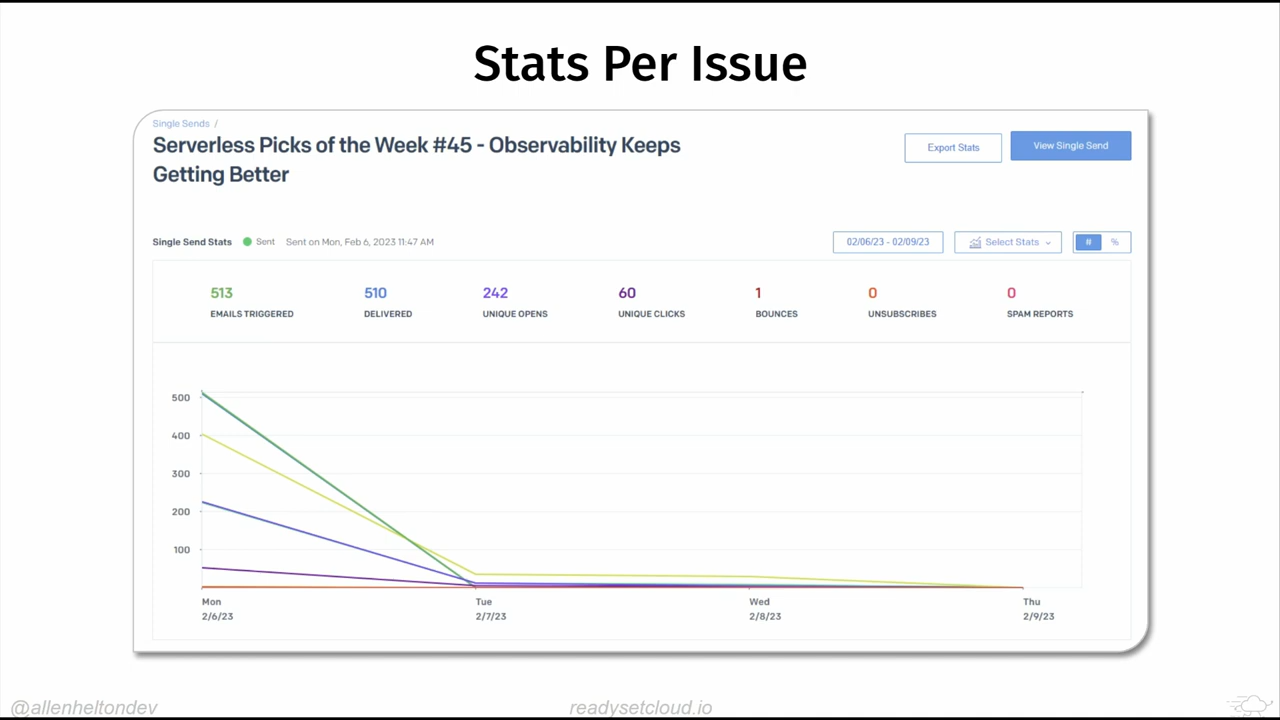 Stats Per Issue
Single Sends /
Serverless Picks of the Week #45 - Observability Keeps
Getting Better
Export Stats
View Single Send
Single Send Stats
Sent
Sent on Mon, Feb 6, 2023 11:47 AM
02/06/23 - 02/09/23
Select Stats
#
%
513
EMAILS TRIGGERED
510
DELIVERED
242
UNIQUE OPENS
60
UNIQUE CLICKS
1
BOUNCES
0
UNSUBSCRIBES
0
SPAM REPORTS
500
400
300
200
100
Mon
2/6/23
Tue
2/7/23
Wed
2/8/23
Thu
2/9/23
@allenheltondev
readysetcloud.io